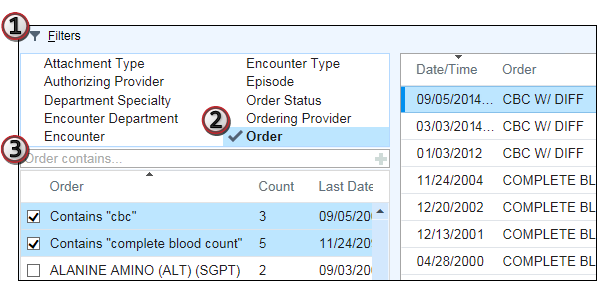 1 Filters
Attachment Type Encounter Type
Authorizing Provider Episode
Department Specialty Order Status
Encounter Department 2 Ordering Provider
Encounter Order
3 Order contains...
Order Count Last Date
Contains "cbc" 3 09/05/20
Contains "complete blood count" 5 11/24/20
ALANINE AMINO (ALT) (SGPT) 2 09/03/20
Date/Time Order
09/05/2014... CBC W/ DIFF
03/03/2014... CBC W/ DIFF
01/03/2012 CBC W/ DIFF
11/24/2004 COMPLETE BL
12/20/2002 COMPLETE BL
12/13/2001 COMPLETE BL
04/28/2000 COMPLETE BL